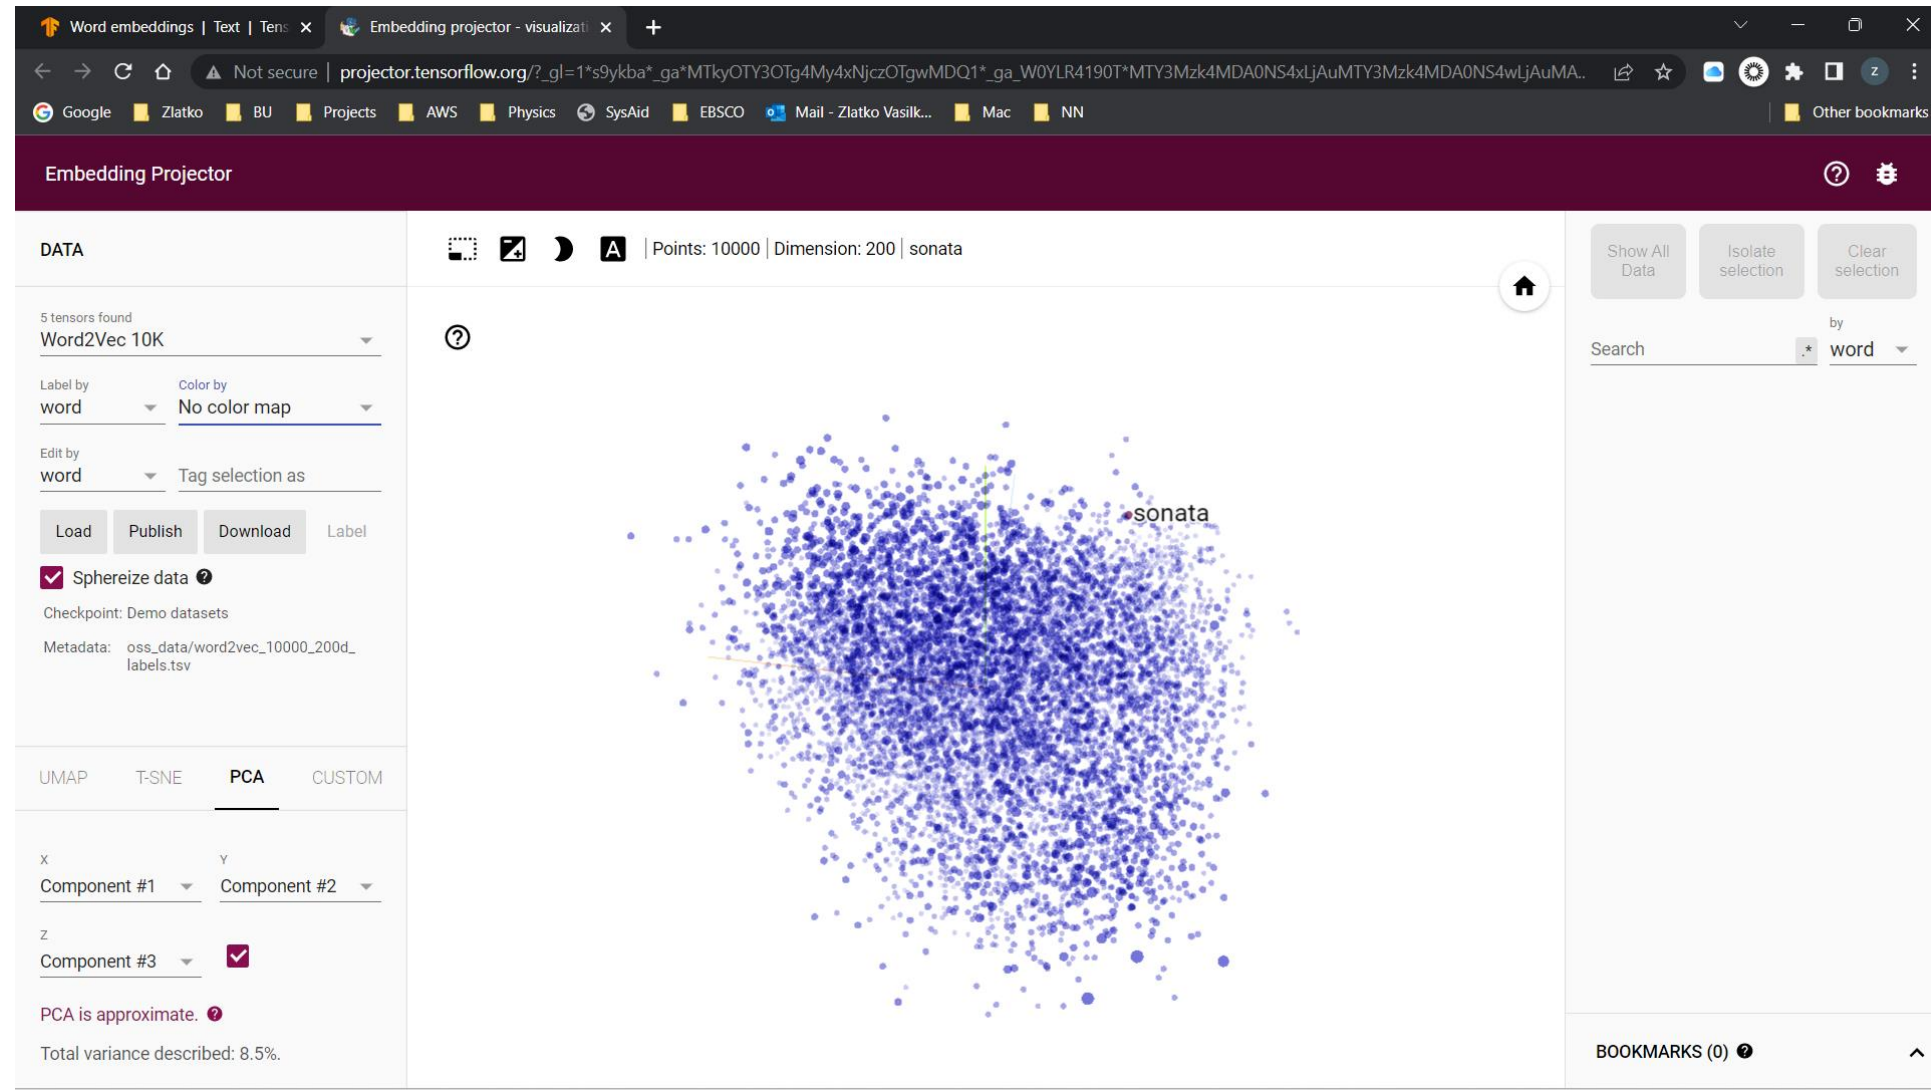 Word embeddings | Text | Tens
Embedding projector - visualizati
Not secure | projector.tensorflow.org/?_gl=1*s9ykba*_ga*MTkyOTY3OTg4My4xNjczOTgwMDQ1*_ga_W0YLR4190T*MTY3Mzk4MDA0NS4xLjAuMTY3Mzk4MDA0NS4wLjAuMA..
Z
Google Zlatko BU Projects AWS Physics SysAid EBSCO Mail - Zlatko Vasilk... Mac NN Other bookmarks
Embedding Projector
DATA
5 tensors found
Word2Vec 10K
Label by Color by
word No color map
Edit by
word Tag selection as
Load Publish Download Label
Sphereize data
Checkpoint: Demo datasets
Metadata: oss_data/word2vec_10000_200d_
labels.tsv
UMAP T-SNE PCA CUSTOM
X Y
Component #1 Component #2
Z
Component #3
PCA is approximate.
Total variance described: 8.5%.
A | Points: 10000 | Dimension: 200 | sonata
sonata
Show All
Data
Isolate
selection
Clear
selection
Search .*
by
word
BOOKMARKS (0)